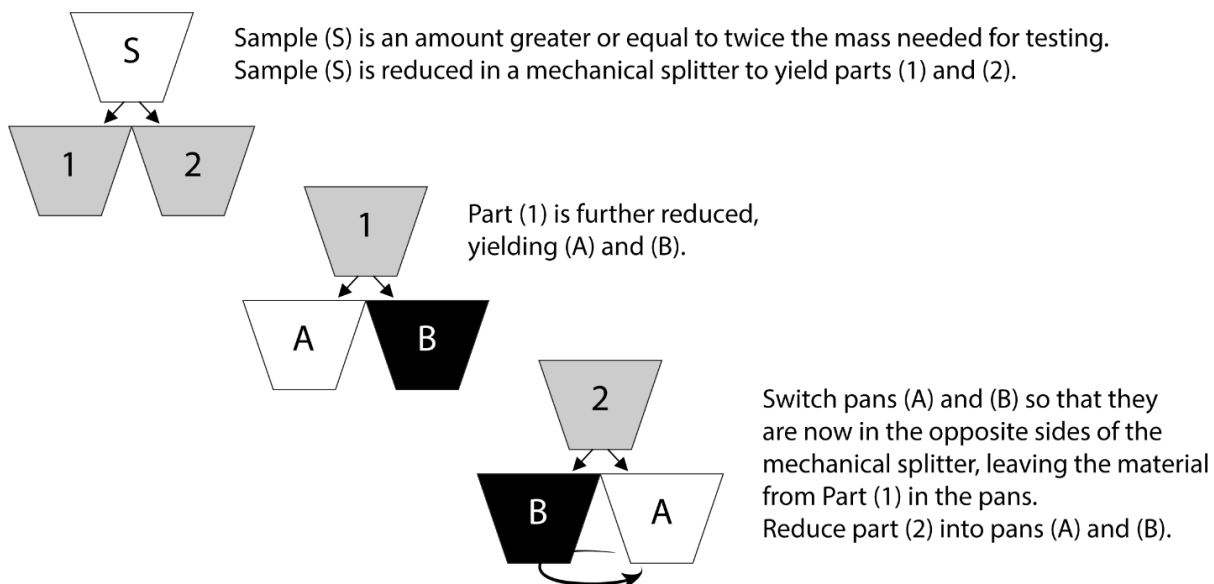 S
Sample (S) is an amount greater or equal to twice the mass needed for testing.
Sample (S) is reduced in a mechanical splitter to yield parts (1) and (2).
1
2
1
Part (1) is further reduced,
yielding (A) and (B).
A
B
2
Switch pans (A) and (B) so that they
are now in the opposite sides of the
mechanical splitter, leaving the material
from Part (1) in the pans.
Reduce part (2) into pans (A) and (B).
B
A